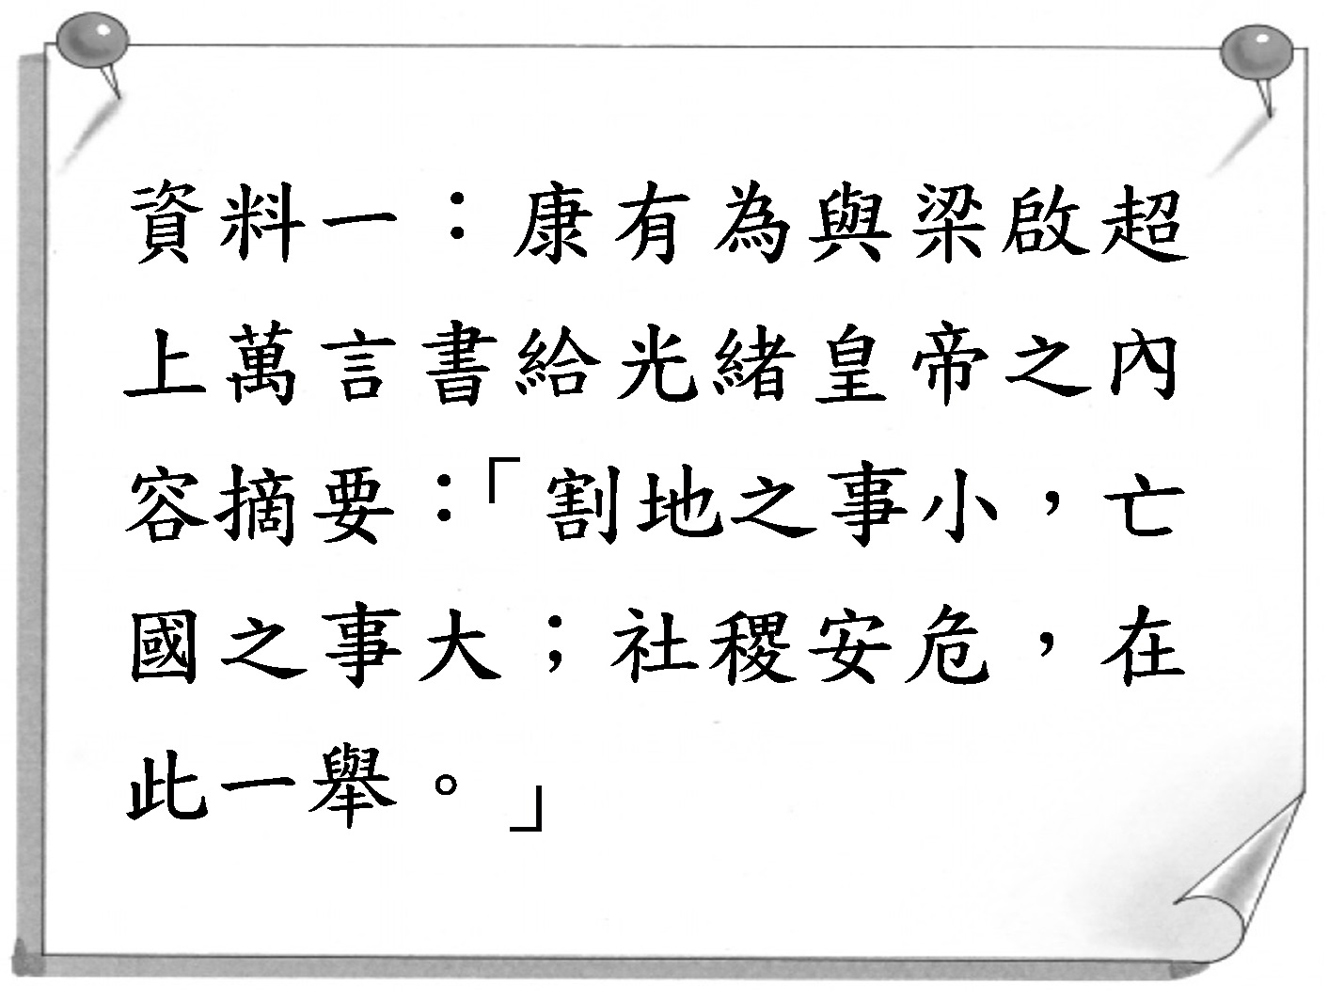 資料一：康有為與梁啟超
上萬言書給光緒皇帝之內
容摘要：「割地之事小，亡
國之事大；社稷安危，在
此一舉。」